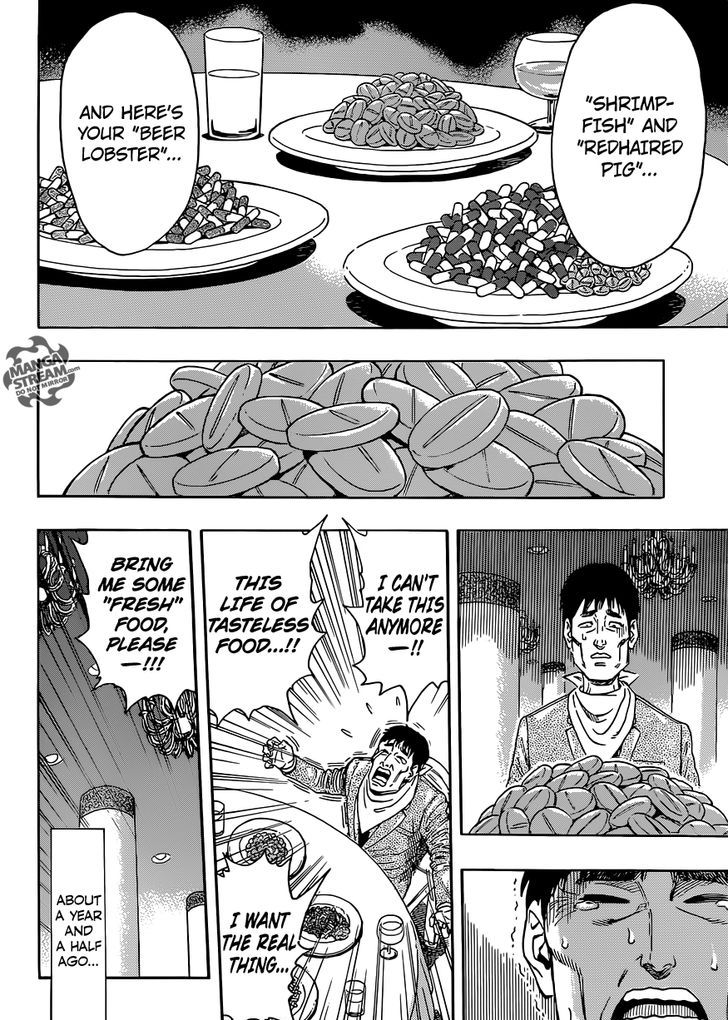 "SHRIMP-
FISH" AND
"REDHAIRED
PIG"...
AND HERE'S
YOUR "BEER
LOBSTER"...
MANGA
STREAM.com
DO NOT MIRROR
I CAN'T
TAKE THIS
ANYMORE
—!!
THIS
LIFE OF
TASTELESS
FOOD...!!
I WANT
THE REAL
THING...
BRING
ME SOME
"FRESH"
FOOD,
PLEASE
—!!!
ABOUT
A YEAR
AND
A HALF
AGO...